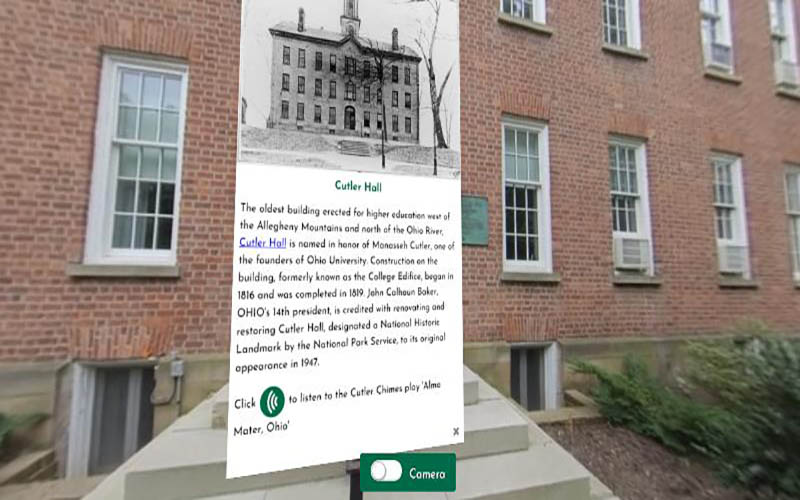 Cutler Hall
The oldest building erected for higher education west of
the Allegheny Mountains and north of the Ohio River,
Cutler Hall is named in honor of Manasseh Cutler, one of
the founders of Ohio University. Construction on the
building, formerly known as the College Edifice, began in
1816 and was completed in 1819. John Calhoun Baker,
OHIO's 14th president, is credited with renovating and
restoring Cutler Hall, designated a National Historic
Landmark by the National Park Service, to its original
appearance in 1947.
Click to listen to the Cutler Chimes play 'Alma
Mater, Ohio'
x
Camera